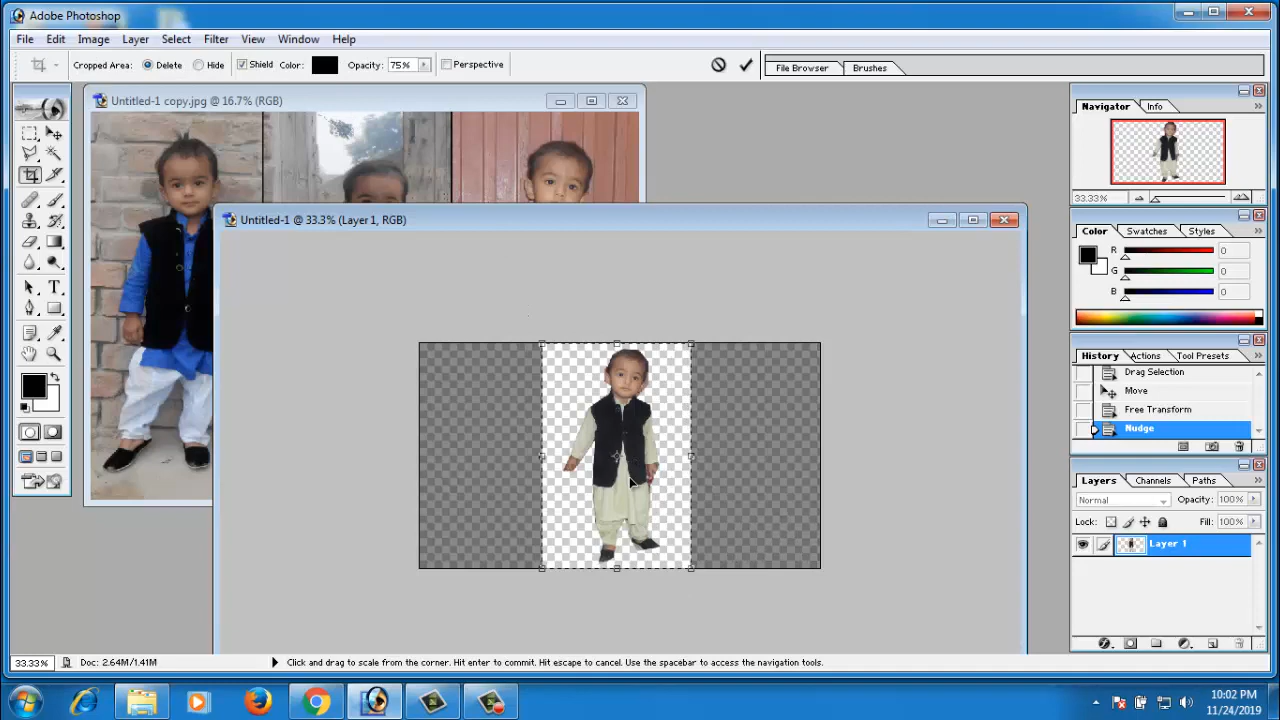 Adobe Photoshop
File Edit Image Layer Select Filter View Window Help
Cropped Area: Delete Hide Shield Color: Opacity: 75% Perspective File Browser Brushes
Untitled-1 copy.jpg @ 16.7% (RGB)
Untitled-1 @ 33.3% (Layer 1, RGB)
Navigator Info
33.33%
Color Swatches Styles
R 0
G 0
B 0
History Actions Tool Presets
Drag Selection
Move
Free Transform
Nudge
Layers Channels Paths
Normal Opacity: 100%
Lock: Fill: 100%
Layer 1
33.33% Doc: 2.64M/1.41M Click and drag to scale from the corner. Hit enter to commit. Hit escape to cancel. Use the spacebar to access the navigation tools.
10:02 PM
11/24/2019